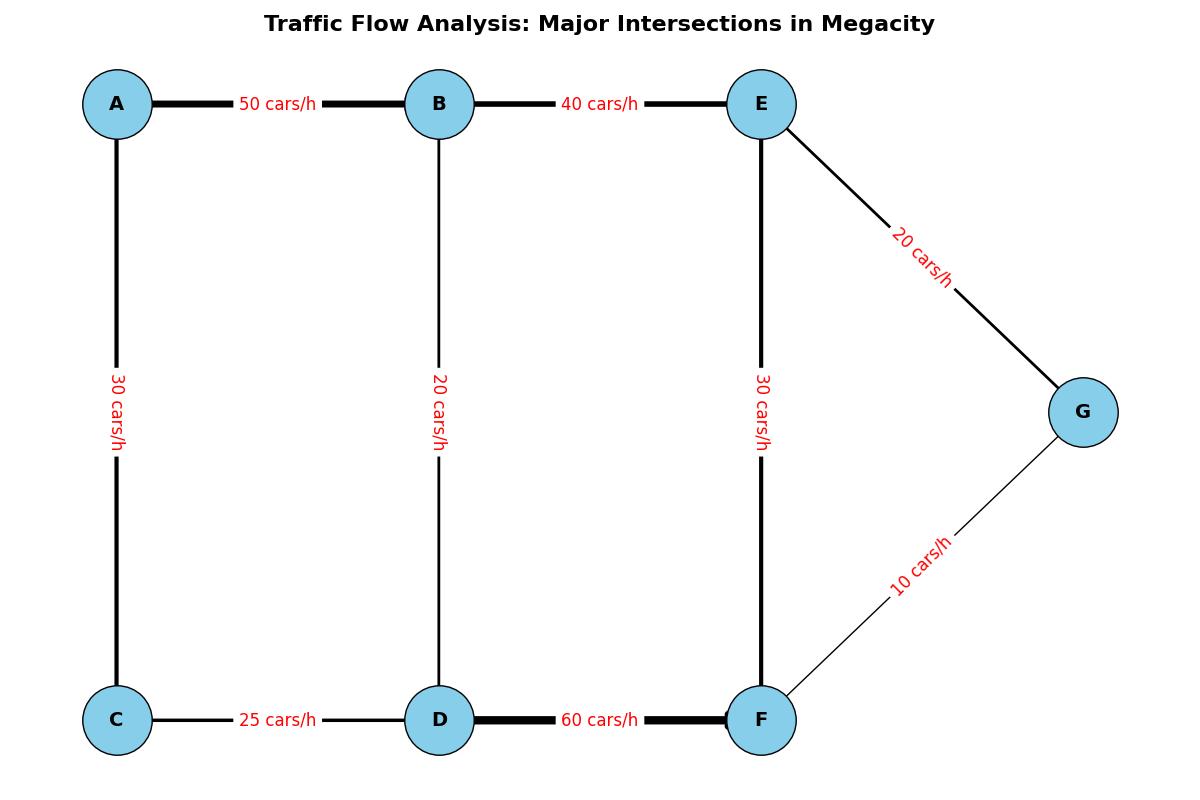 Traffic Flow Analysis: Major Intersections in Megacity
A
50 cars/h
B
40 cars/h
E
20 cars/h
30 cars/h
20 cars/h
30 cars/h
G
10 cars/h
C
25 cars/h
D
60 cars/h
F